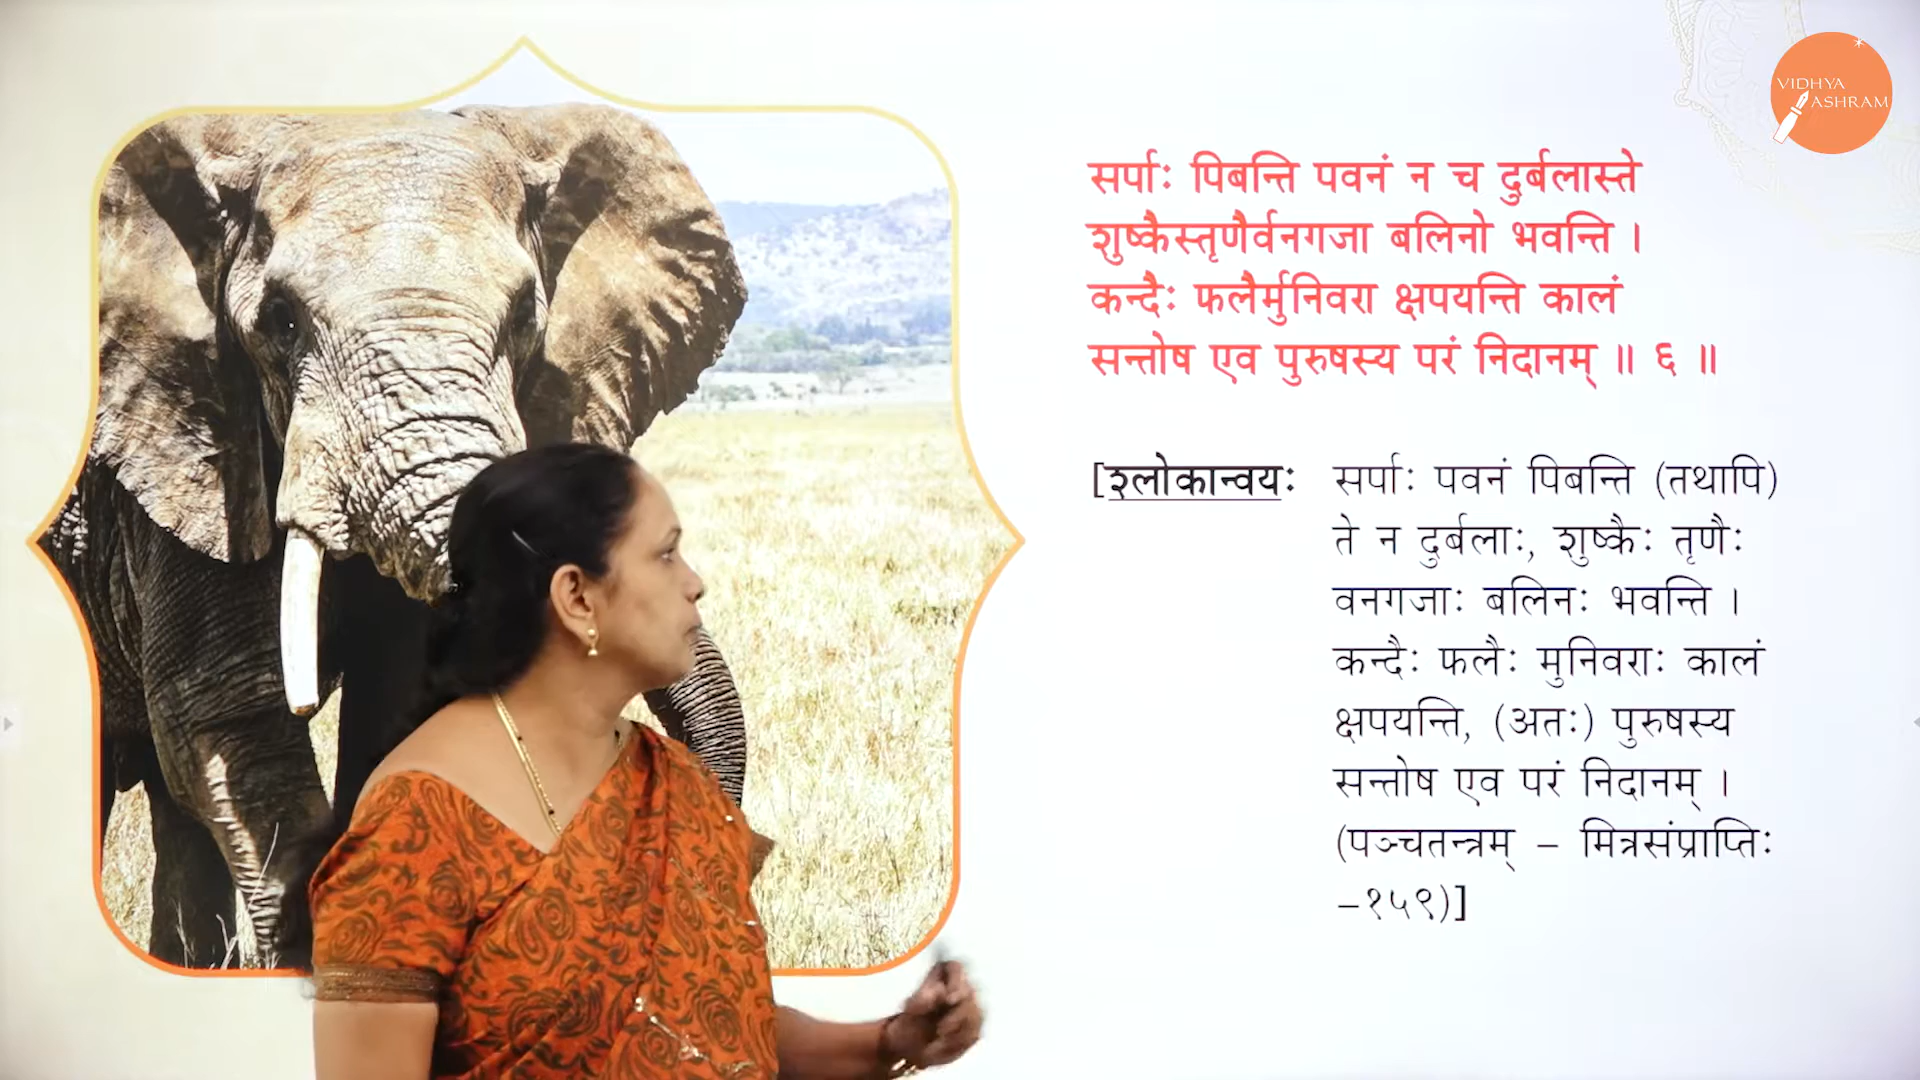 VIDHYA
ASHRAM
सर्पाः पिबन्ति पवनं न च दुर्बलास्ते
शुष्कैस्तृणैर्वनगजा बलिनो भवन्ति ।
कन्दैः फलैर्मुनिवरा क्षपयन्ति कालं
सन्तोष एव पुरुषस्य परं निदानम् ॥ ६ ॥
[श्लोकान्वयः सर्पाः पवनं पिबन्ति (तथापि)
ते न दुर्बलाः, शुष्कैः तृणैः
वनगजाः बलिनः भवन्ति ।
कन्दैः फलैः मुनिवराः कालं
क्षपयन्ति, (अतः) पुरुषस्य
सन्तोष एव परं निदानम् ।
(पञ्चतन्त्रम् – मित्रसंप्राप्तिः
–१५९)]